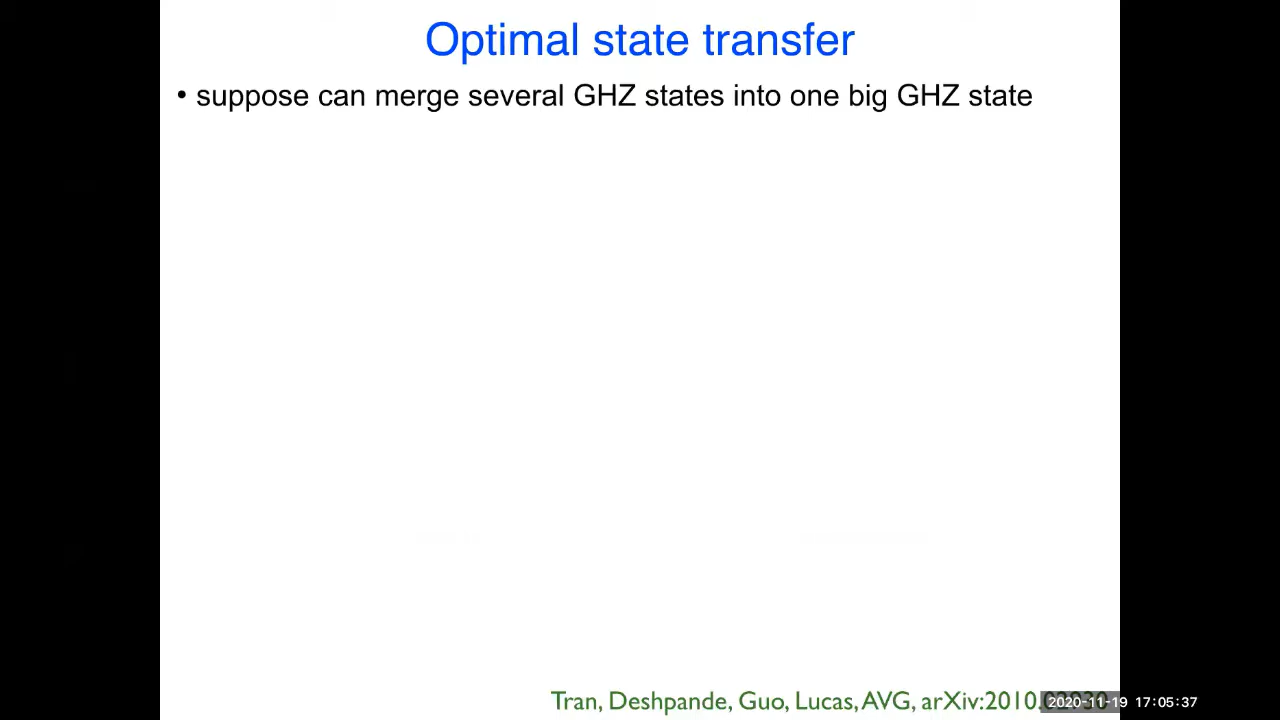 Optimal state transfer
• suppose can merge several GHZ states into one big GHZ state
Tran, Deshpande, Guo, Lucas, AVG, arXiv:2010.
2020-11-19 17:05:37